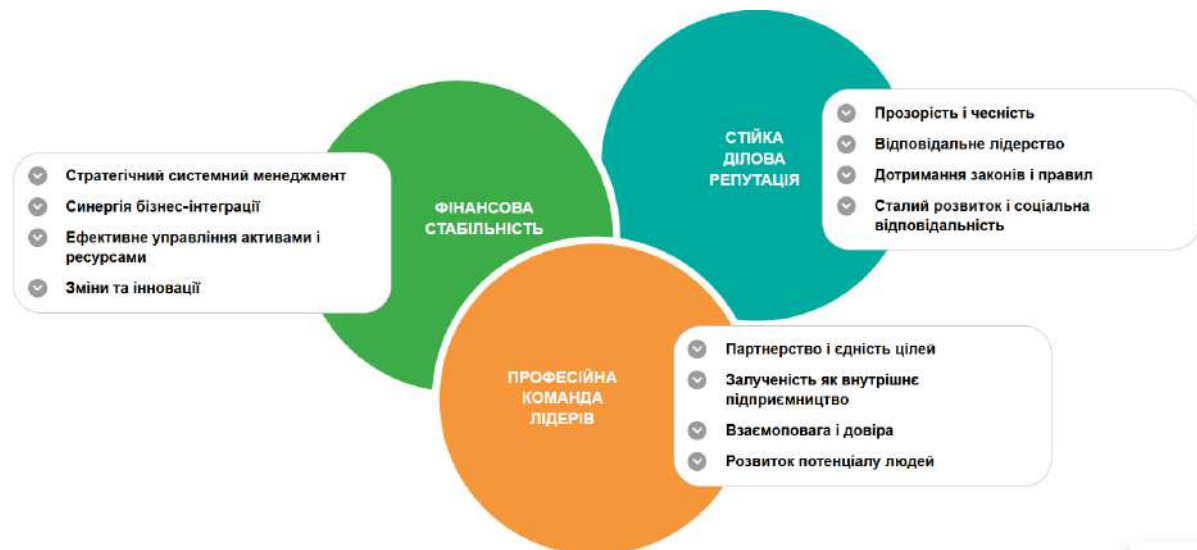 ФІНАНСОВА
СТАБІЛЬНІСТЬ
Стратегічний системний менеджмент
Синергія бізнес-інтеграції
Ефективне управління активами і
ресурсами
Зміни та інновації
СТІЙКА
ДІЛОВА
РЕПУТАЦІЯ
Прозорість і чесність
Відповідальне лідерство
Дотримання законів і правил
Сталий розвиток і соціальна
відповідальність
ПРОФЕСІЙНА
КОМАНДА
ЛІДЕРІВ
Партнерство і єдність цілей
Залученість як внутрішнє
підприємництво
Взаємоповага і довіра
Розвиток потенціалу людей